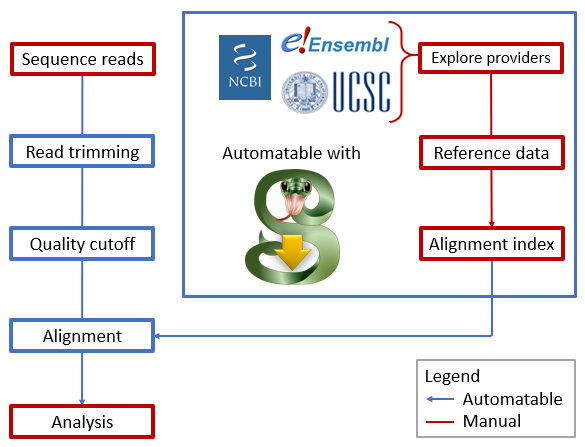 Sequence reads
Read trimming
Quality cutoff
Alignment
Analysis
NCBI
e!Ensembl
UCSC
Automatable with
Explore providers
Reference data
Alignment index
Legend
Automatable
Manual